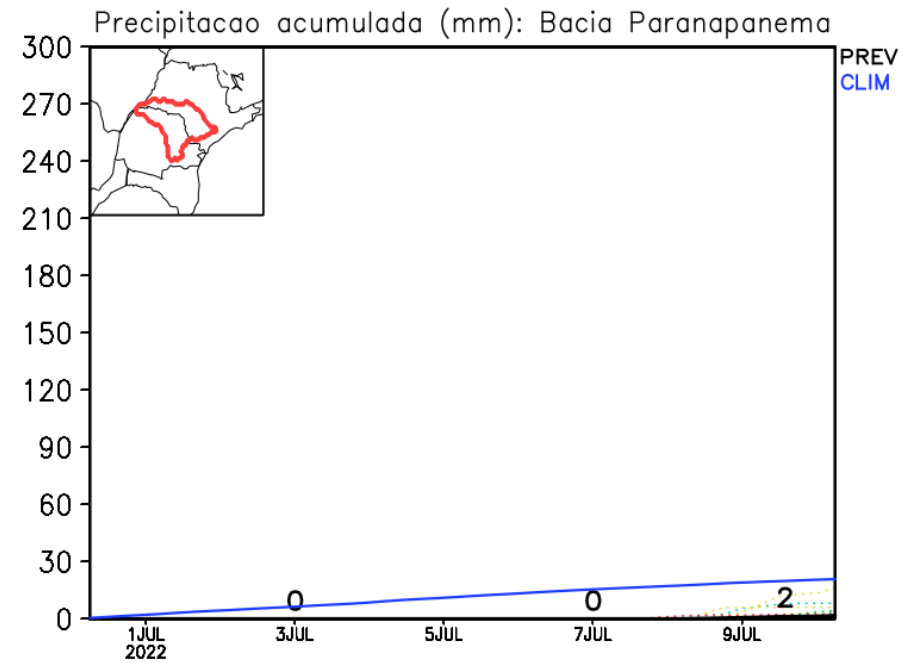 Precipitacao acumulada (mm): Bacia Paranapanema
PREV
CLIM
300
270
240
210
180
150
120
90
60
30
0
0
0
2
1JUL
3JUL
5JUL
7JUL
9JUL
2022